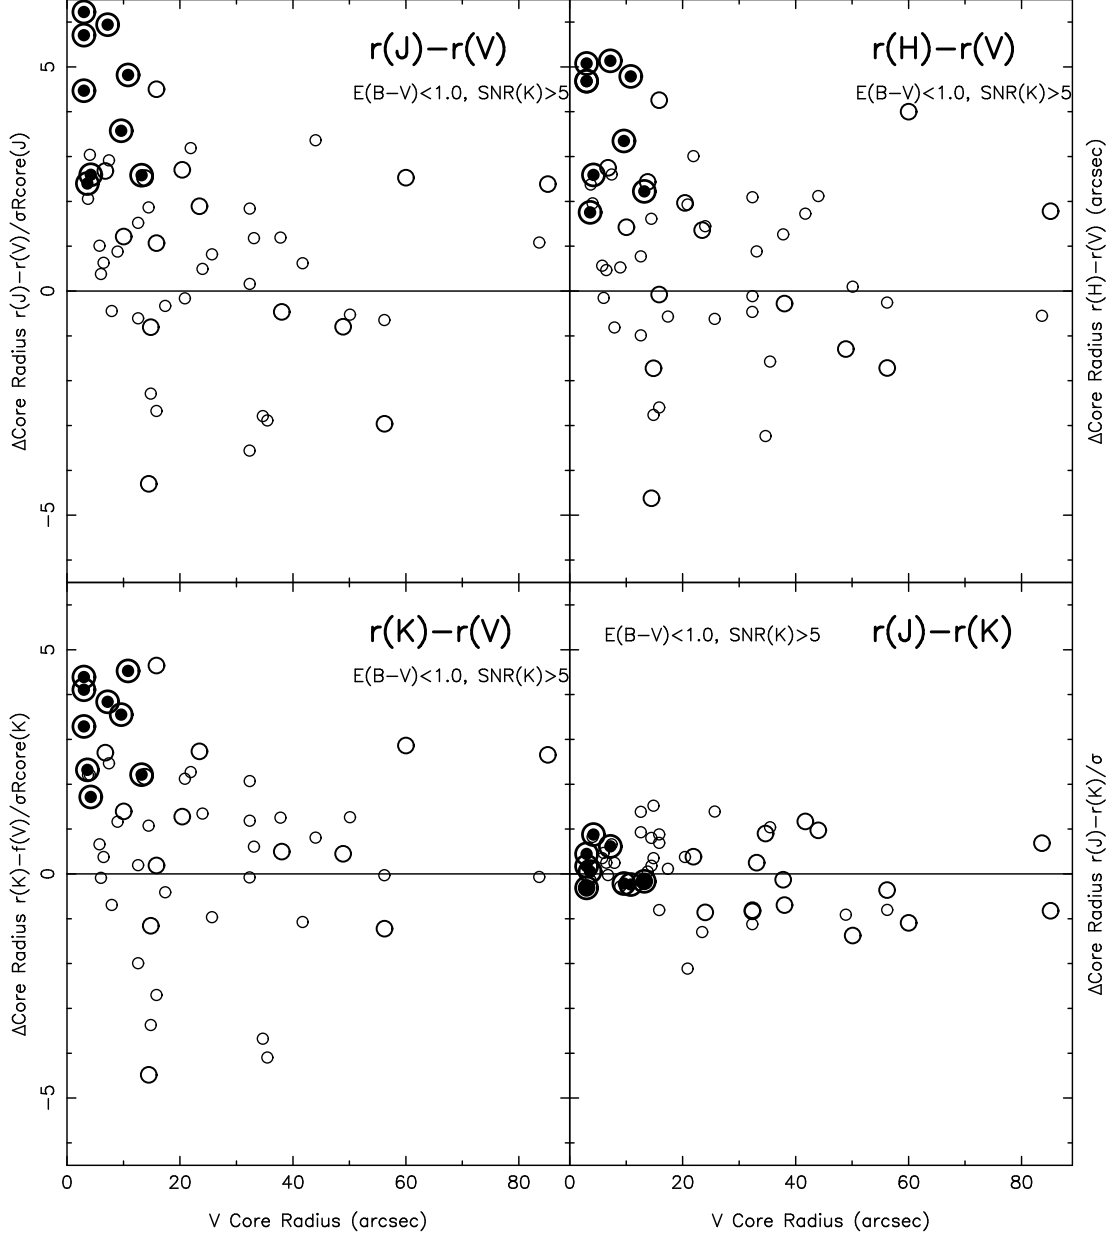 r(J)−r(V)
E(B−V)<1.0, SNR(K)>5
5
0
−5
ΔCore Radius r(J)−r(V)/σRcore(J)
r(H)−r(V)
E(B−V)<1.0, SNR(K)>5
ΔCore Radius r(H)−r(V) (arcsec)
r(K)−r(V)
E(B−V)<1.0, SNR(K)>5
5
0
−5
ΔCore Radius r(K)−f(V)/σRcore(K)
E(B−V)<1.0, SNR(K)>5
r(J)−r(K)
ΔCore Radius r(J)−r(K)/σ
0 20 40 60 80
0 20 40 60 80
V Core Radius (arcsec)
V Core Radius (arcsec)